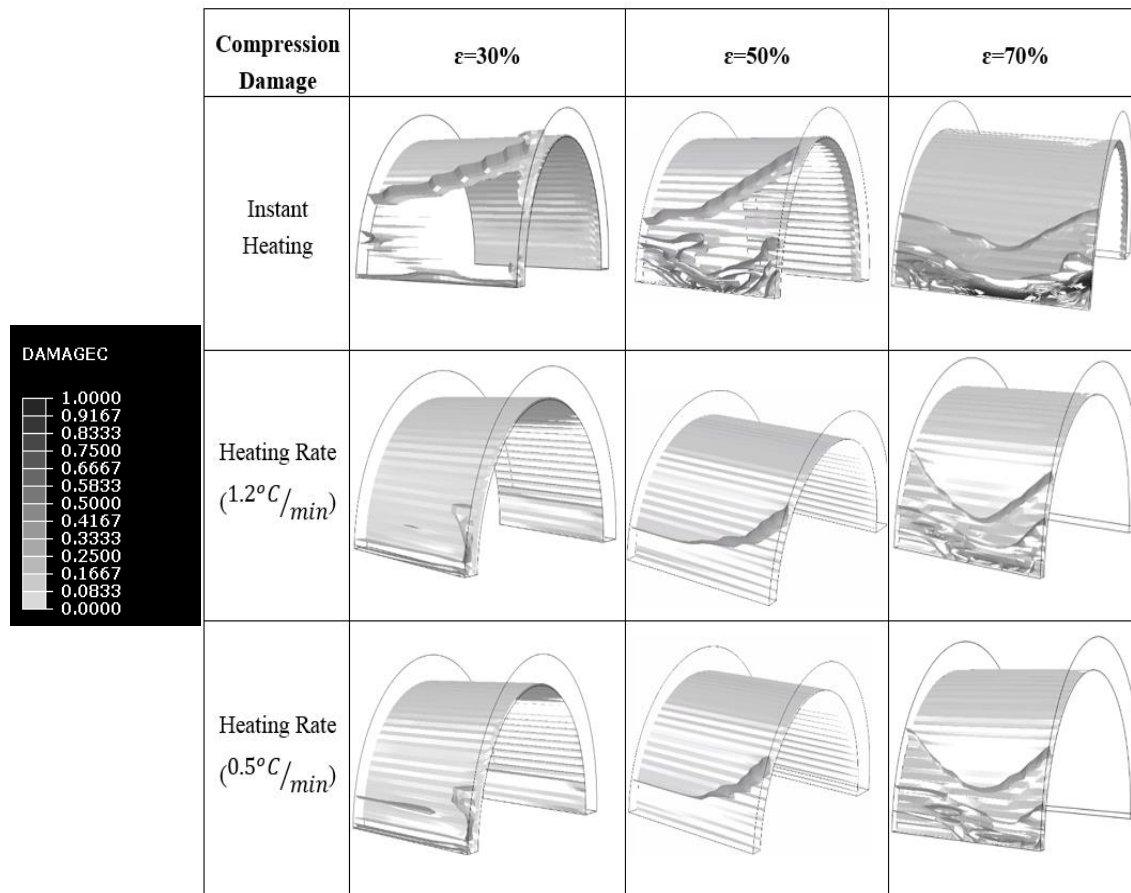 Compression
Damage
ε=30%
ε=50%
ε=70%
Instant
Heating
DAMAGEC
1.0000
0.9167
0.8333
0.7500
0.6667
0.5833
0.5000
0.4167
0.3333
0.2500
0.1667
0.0833
0.0000
Heating Rate
(1.2°C/min)
Heating Rate
(0.5°C/min)